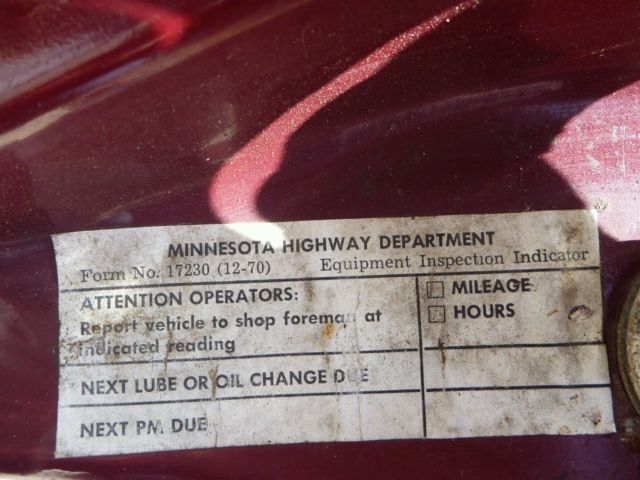 MINNESOTA HIGHWAY DEPARTMENT
Form No. 17230 (12-70) Equipment Inspection Indicator
ATTENTION OPERATORS:
Report vehicle to shop foreman at
indicated reading
MILEAGE
HOURS
NEXT LUBE OR OIL CHANGE DUE
NEXT PM DUE